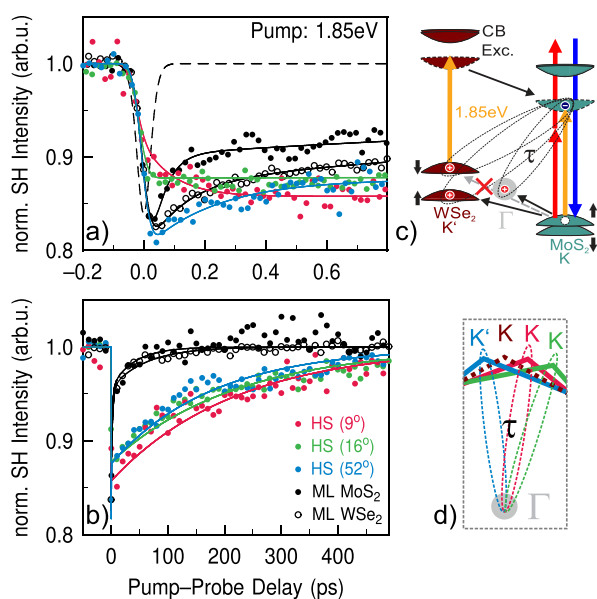 Pump: 1.85eV
norm. SH Intensity (arb.u.)
1.0
0.9
0.8
a)
−0.2 0.0 0.2 0.4 0.6
norm. SH Intensity (arb.u.)
1.0
0.9
0.8
b)
HS (9°)
HS (16°)
HS (52°)
ML MoS₂
ML WSe₂
0 100 200 300 400
Pump–Probe Delay (ps)
c)
CB
Exc.
1.85eV
τ
Γ
WSe₂
K‘
MoS₂
K
d)
K‘ K K K
τ
Γ